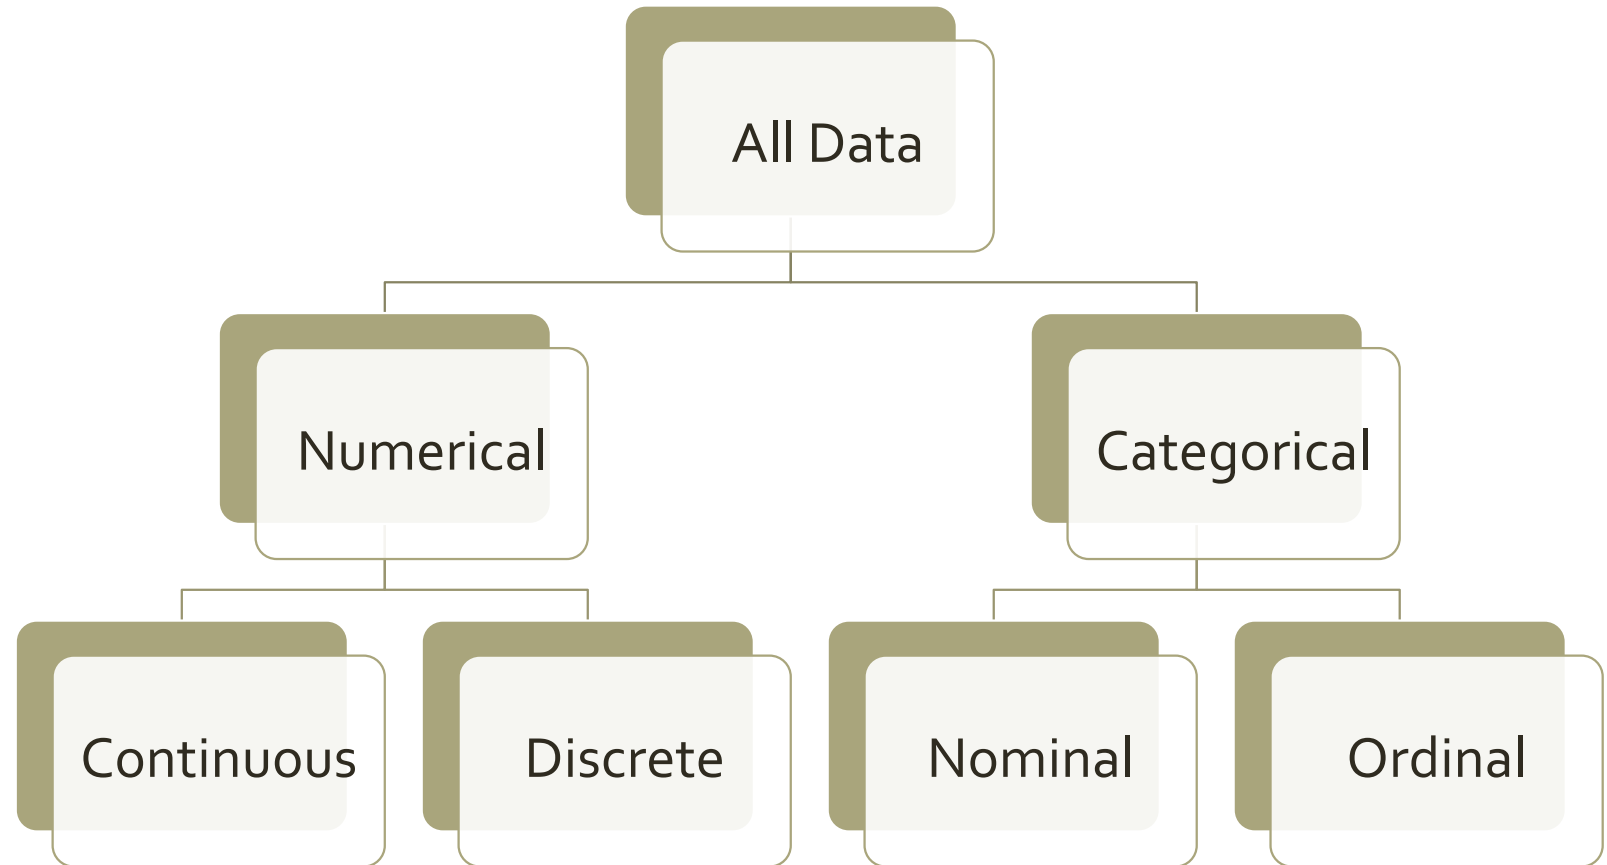 All Data
Numerical
Categorical
Continuous
Discrete
Nominal
Ordinal